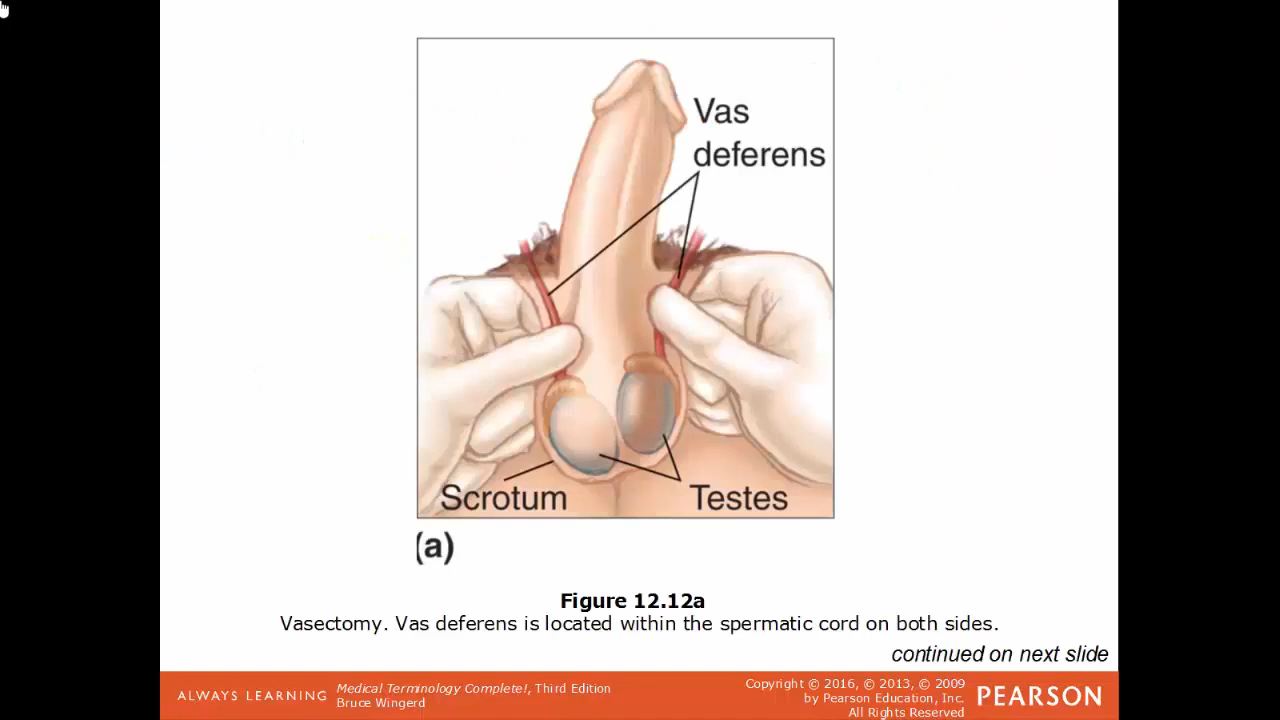 Vas
deferens
Scrotum
Testes
(a)
Figure 12.12a
Vasectomy. Vas deferens is located within the spermatic cord on both sides.
continued on next slide
ALWAYS LEARNING
Medical Terminology Complete!, Third Edition
Bruce Wingerd
Copyright © 2016, © 2013, © 2009
by Pearson Education, Inc.
All Rights Reserved
PEARSON